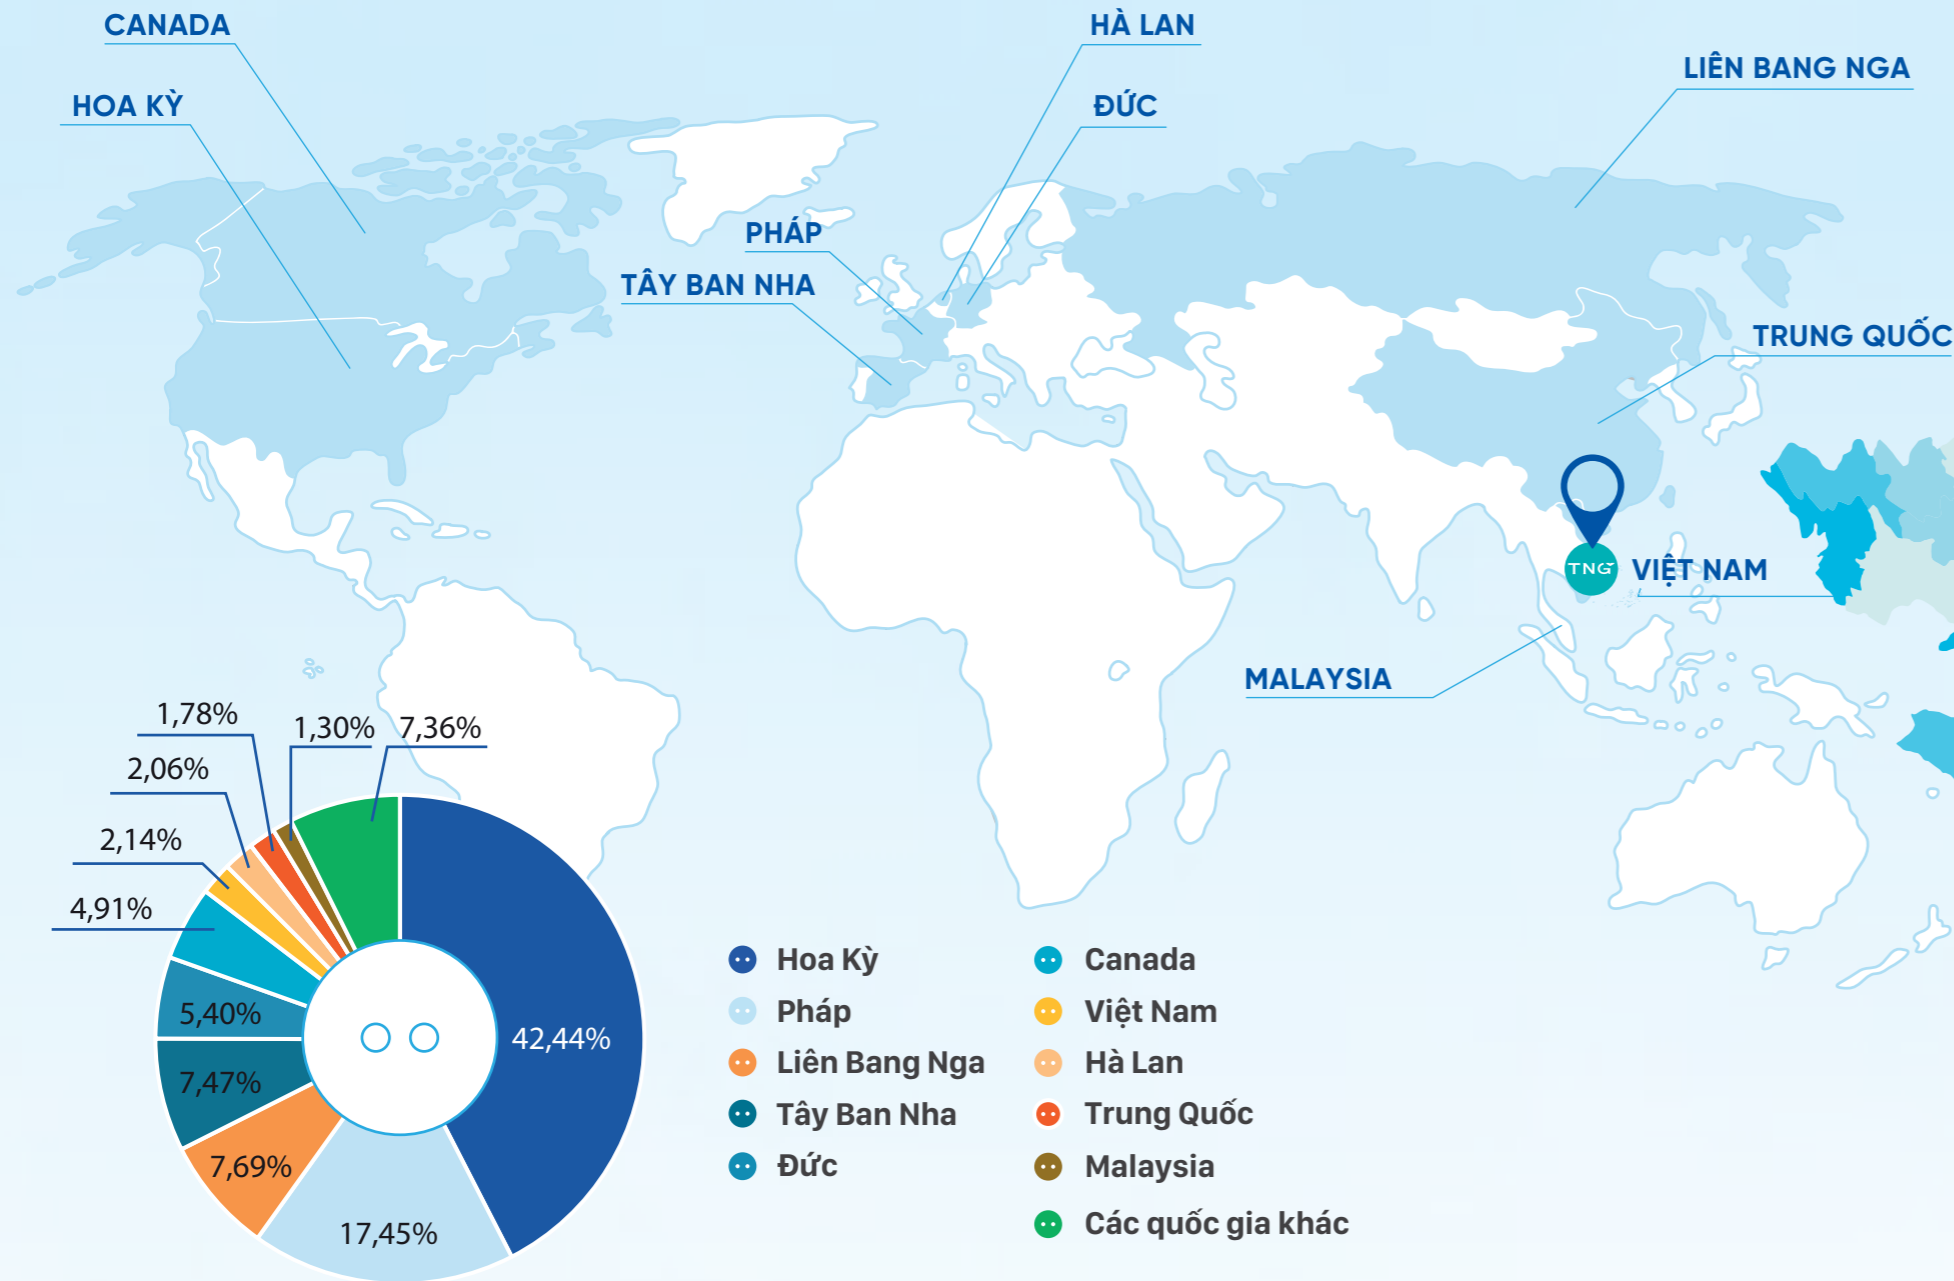 CANADA
HÀ LAN
LIÊN BANG NGA
HOA KỲ
ĐỨC
PHÁP
TÂY BAN NHA
TRUNG QUỐC
TNG
VIỆT NAM
MALAYSIA
1,78%
1,30%
7,36%
2,06%
2,14%
4,91%
5,40%
42,44%
7,47%
7,69%
17,45%
Hoa Kỳ
Pháp
Liên Bang Nga
Tây Ban Nha
Đức
Canada
Việt Nam
Hà Lan
Trung Quốc
Malaysia
Các quốc gia khác